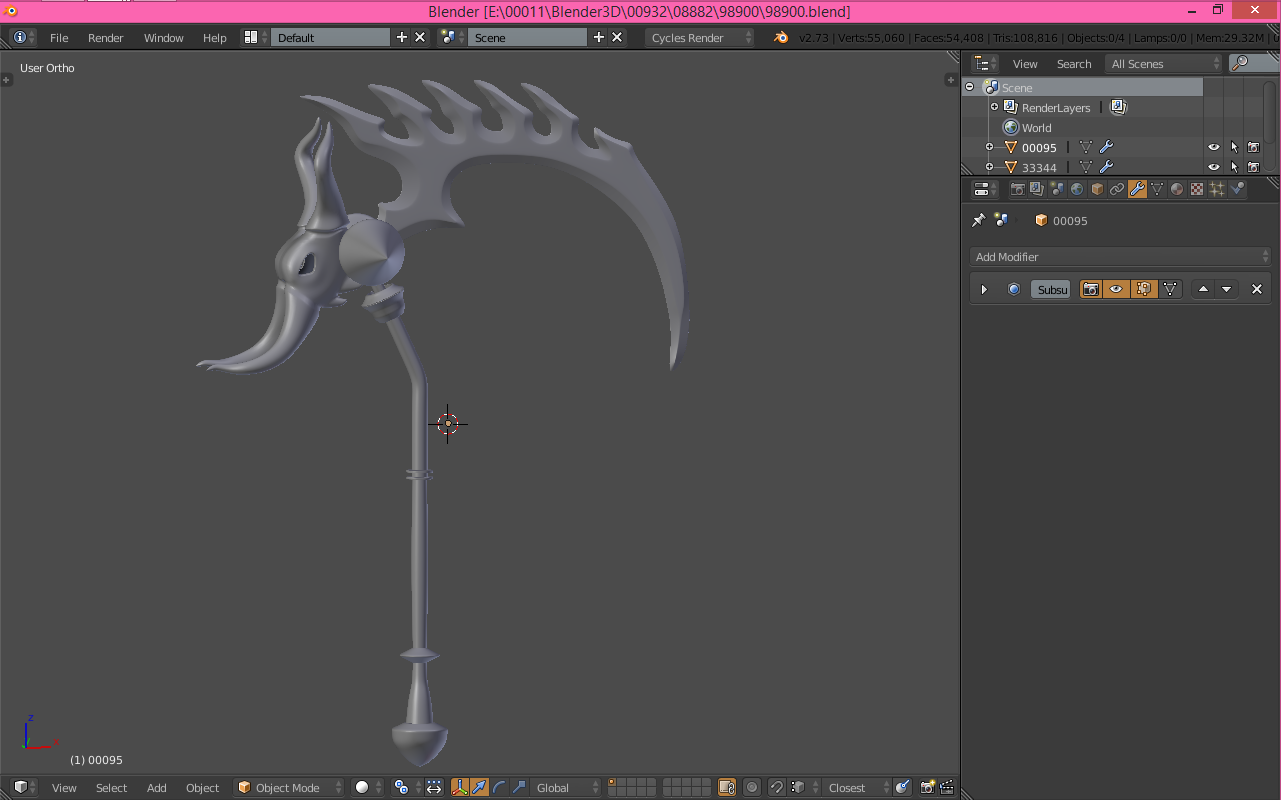 Blender [E:\00011\Blender3D\00932\08882\98900\98900.blend]
File Render Window Help Default Scene Cycles Render v2.73 | Verts:55,060 | Faces:54,408 | Tris:108,816 | Objects:0/4 | Lamps:0/0 | Mem:29.32M |
User Ortho
View Search All Scenes
Scene
RenderLayers |
World
00095 |
33344 |
00095
Add Modifier
Subsu
z
x
(1) 00095
View Select Add Object Object Mode Global Closest